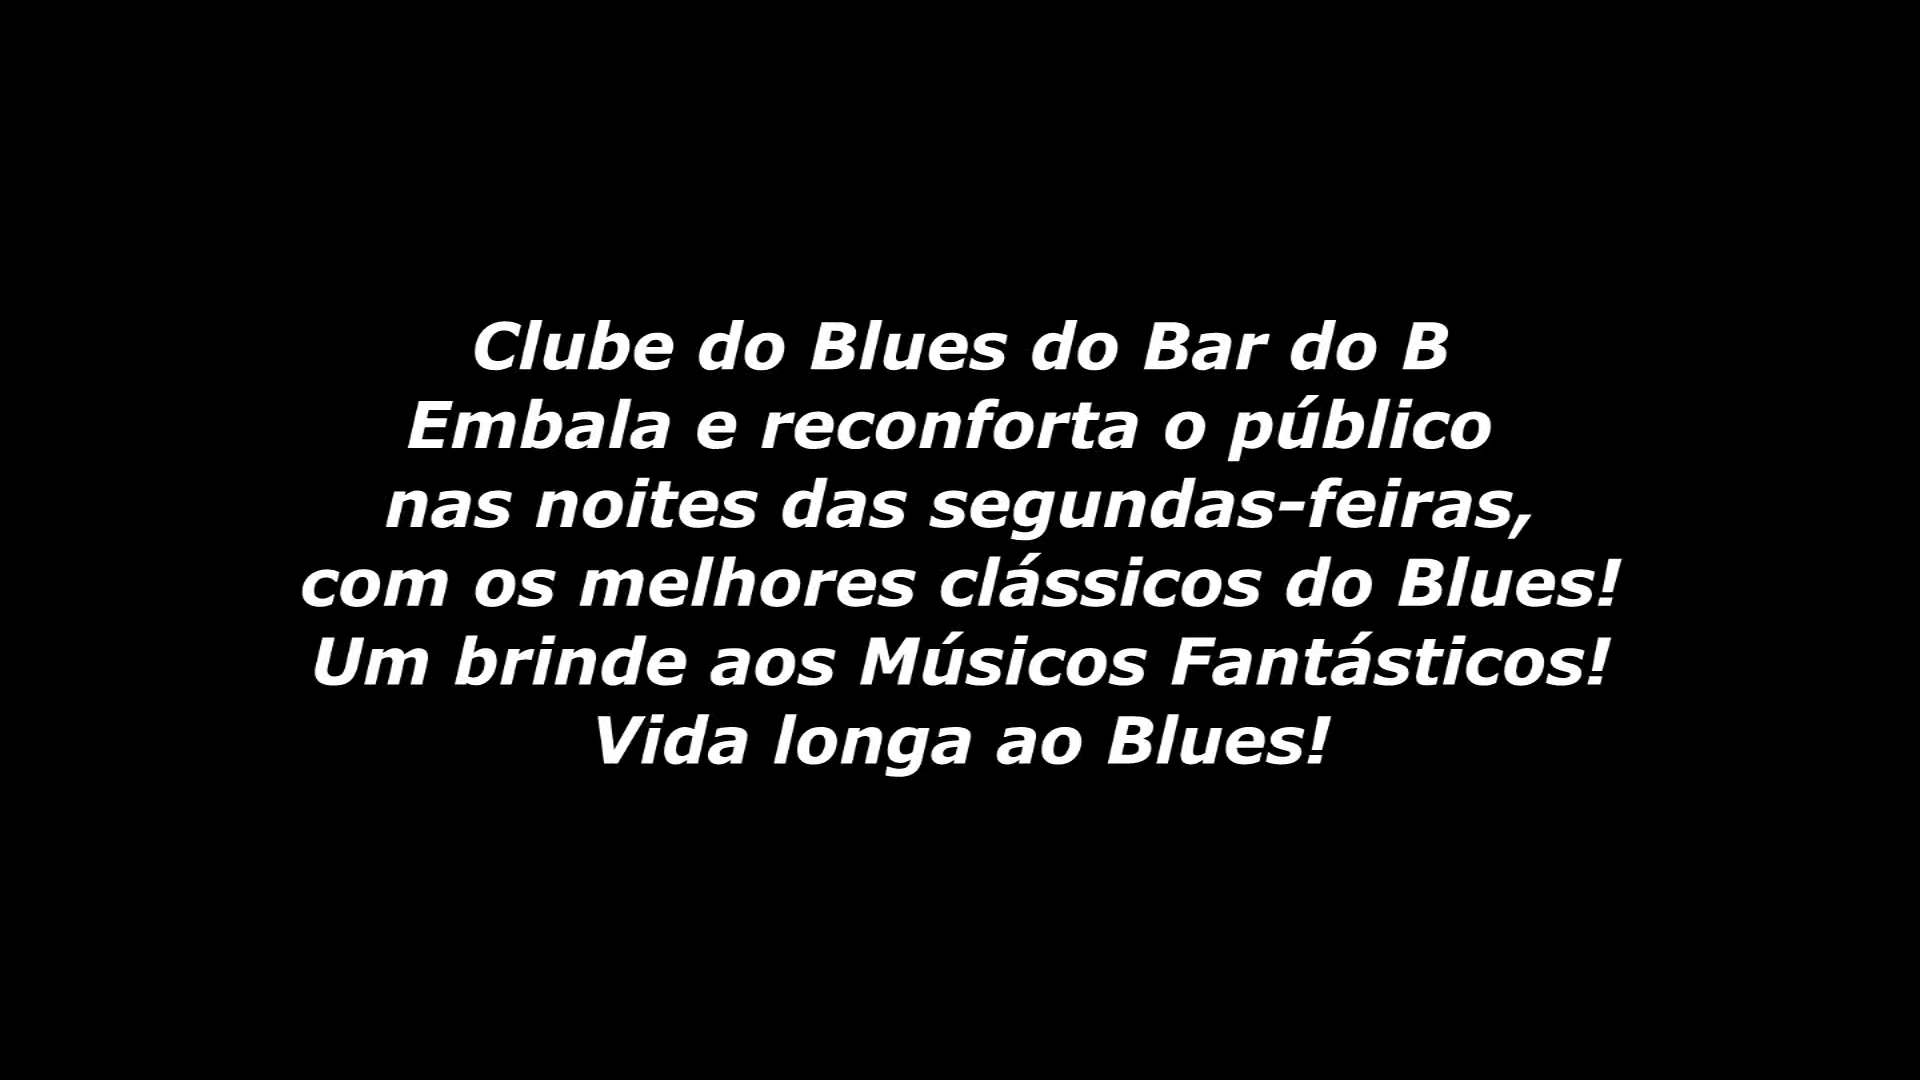 Clube do Blues do Bar do B
Embala e reconforta o público
nas noites das segundas-feiras,
com os melhores clássicos do Blues!
Um brinde aos Músicos Fantásticos!
Vida longa ao Blues!